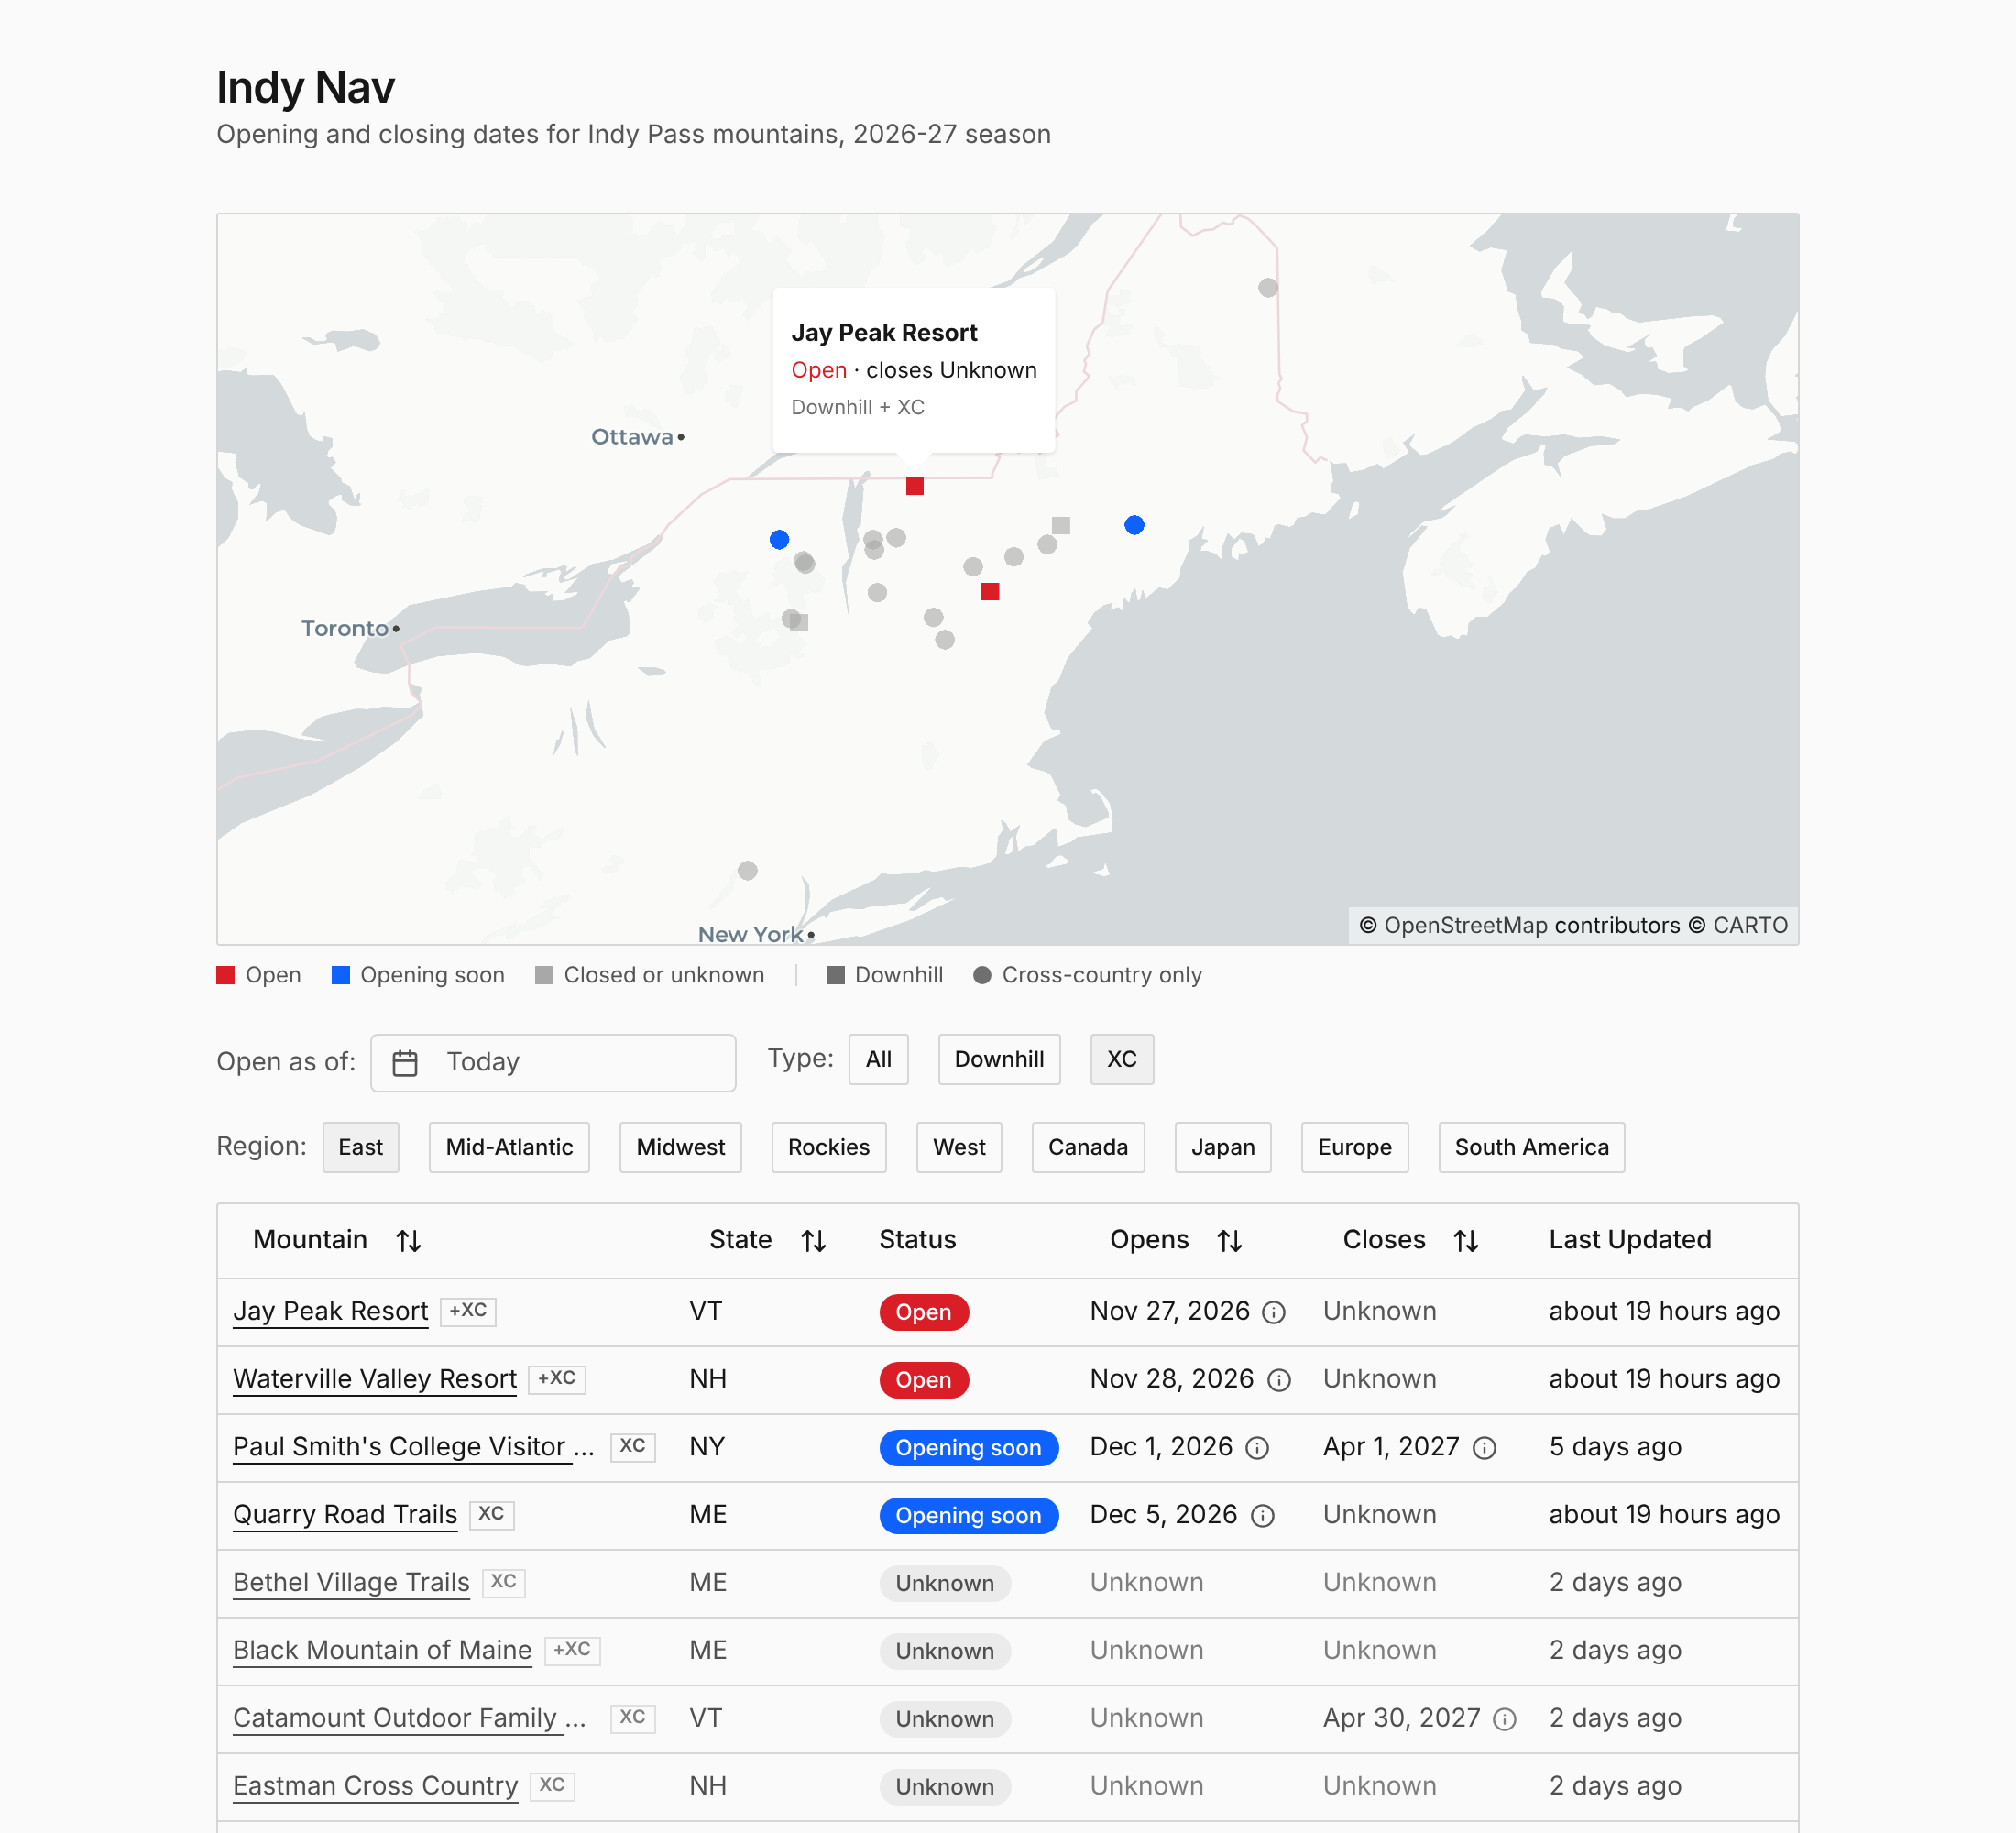 Indy Nav
Opening and closing dates for Indy Pass mountains, 2026-27 season
Jay Peak Resort
Open · closes Unknown
Downhill + XC
Ottawa
Toronto
New York
© OpenStreetMap contributors © CARTO
Open Opening soon Closed or unknown Downhill Cross-country only
Open as of: Today Type: All Downhill XC
Region: East Mid-Atlantic Midwest Rockies West Canada Japan Europe South America
Mountain State Status Opens Closes Last Updated
Jay Peak Resort +XC VT Open Nov 27, 2026 Unknown about 19 hours ago
Waterville Valley Resort +XC NH Open Nov 28, 2026 Unknown about 19 hours ago
Paul Smith's College Visitor ... XC NY Opening soon Dec 1, 2026 Apr 1, 2027 5 days ago
Quarry Road Trails XC ME Opening soon Dec 5, 2026 Unknown about 19 hours ago
Bethel Village Trails XC ME Unknown Unknown Unknown 2 days ago
Black Mountain of Maine +XC ME Unknown Unknown Unknown 2 days ago
Catamount Outdoor Family ... XC VT Unknown Unknown Apr 30, 2027 2 days ago
Eastman Cross Country XC NH Unknown Unknown Unknown 2 days ago